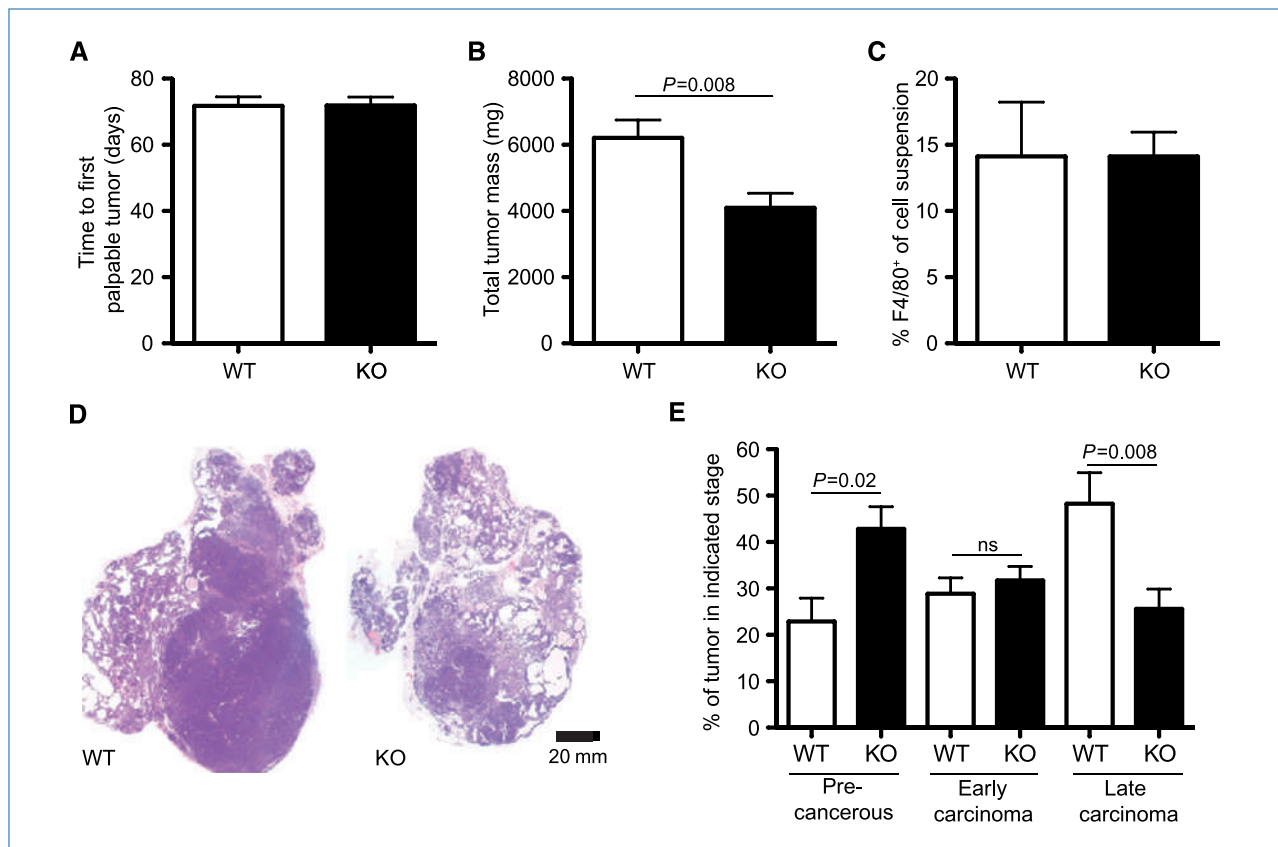 A
Time to first
palpable tumor (days)
80
60
40
20
0
WT
KO
B
Total tumor mass (mg)
8000
6000
4000
2000
0
P=0.008
WT
KO
C
% F4/80⁺ of cell suspension
20
15
10
5
0
WT
KO
D
WT
KO
20 mm
E
% of tumor in indicated stage
60
50
40
30
20
10
0
P=0.02
ns
P=0.008
WT KO WT KO WT KO
Pre-
cancerous
Early
carcinoma
Late
carcinoma